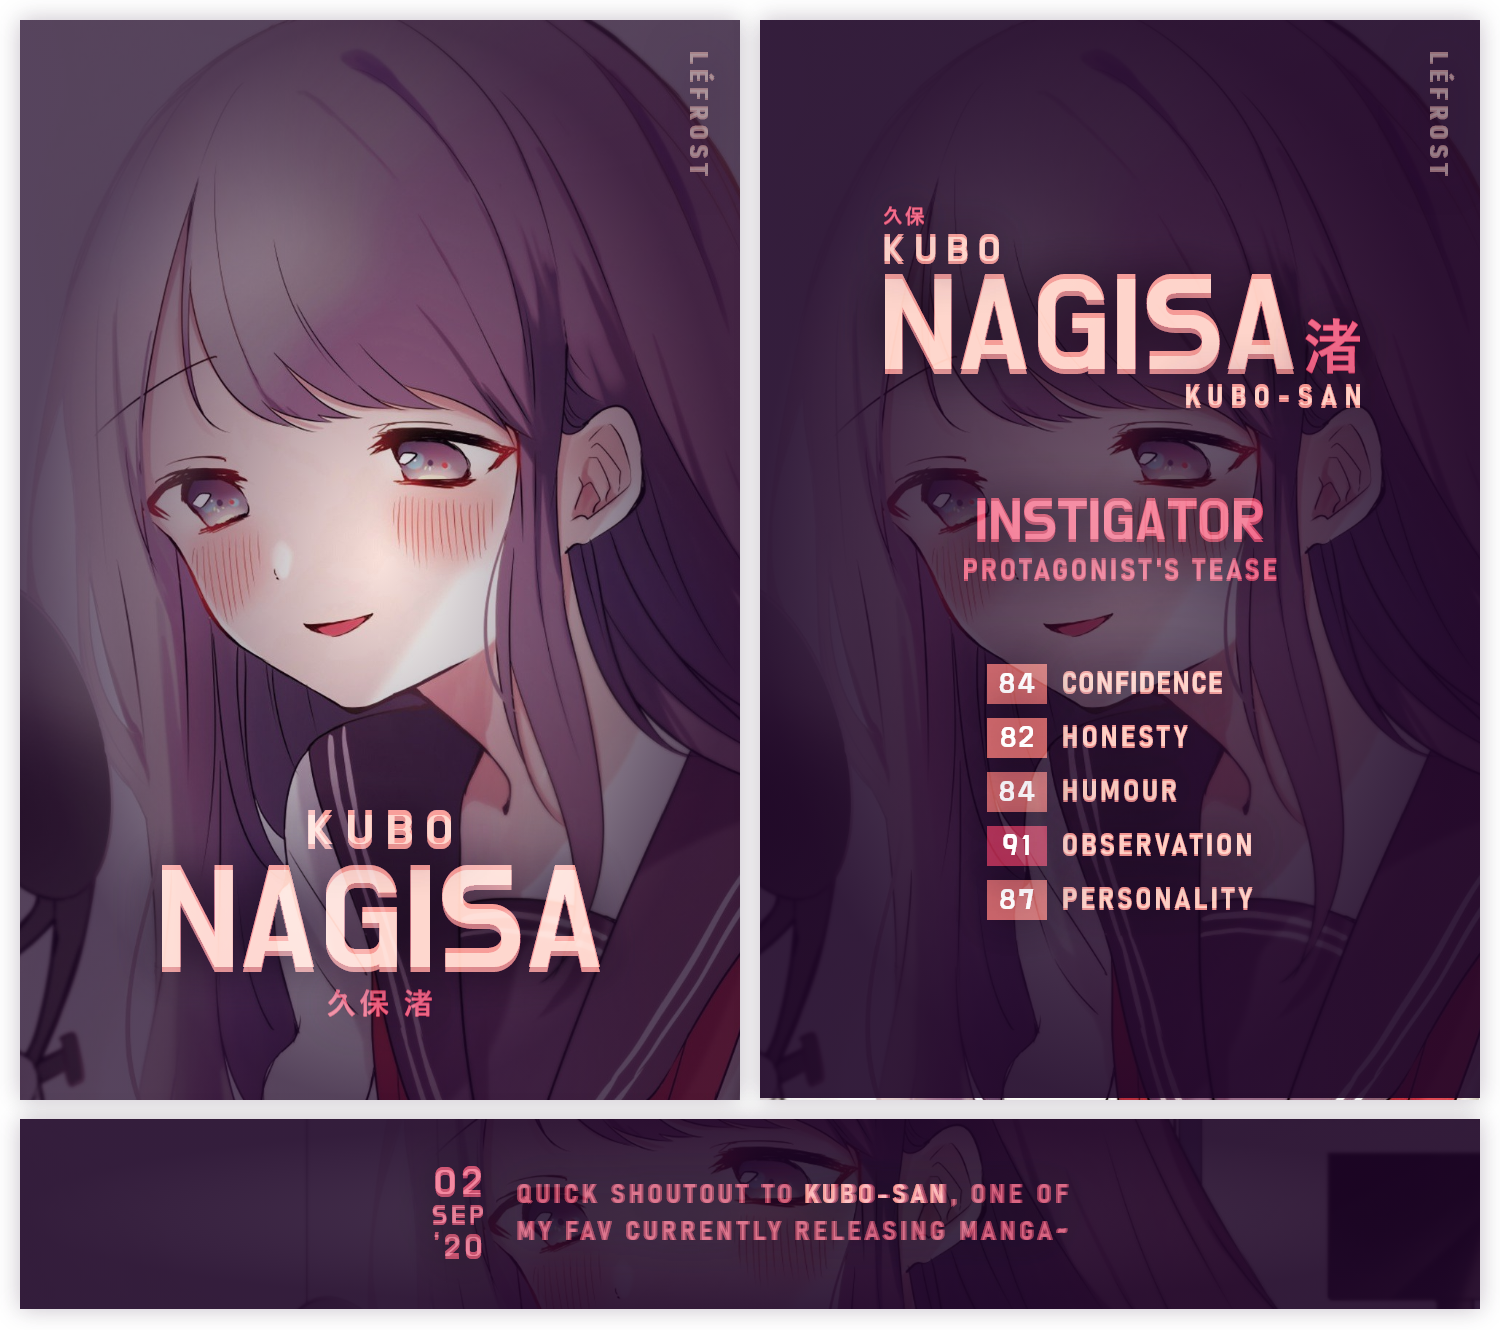 LÉFROST
KUBO
NAGISA
久保 渚
LÉFROST
久保
KUBO
NAGISA 渚
KUBO-SAN
INSTIGATOR
PROTAGONIST'S TEASE
84 CONFIDENCE
82 HONESTY
84 HUMOUR
91 OBSERVATION
87 PERSONALITY
02
SEP
'20
QUICK SHOUTOUT TO KUBO-SAN, ONE OF
MY FAV CURRENTLY RELEASING MANGA~